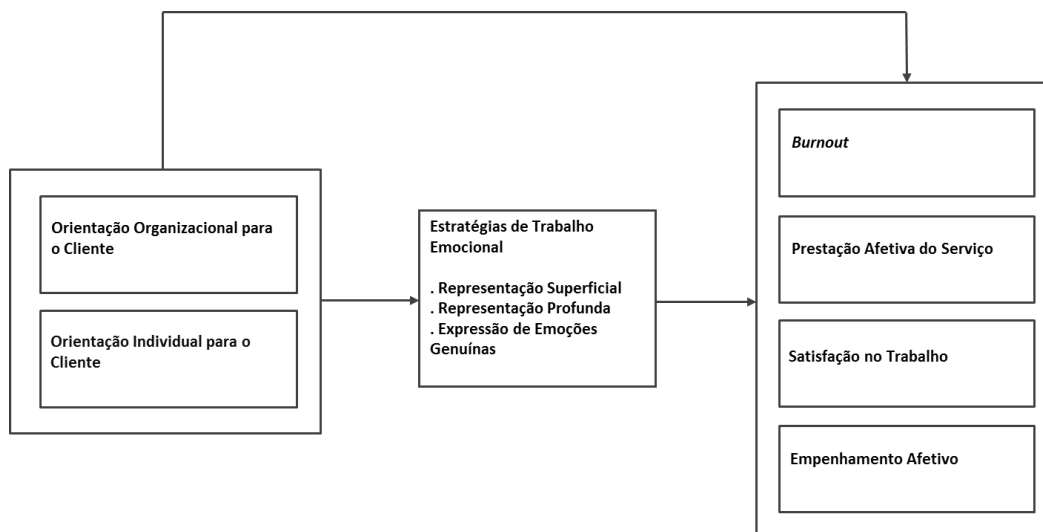 Orientação Organizacional para
o Cliente
Orientação Individual para o
Cliente
Estratégias de Trabalho
Emocional
. Representação Superficial
. Representação Profunda
. Expressão de Emoções
Genuínas
Burnout
Prestação Afetiva do Serviço
Satisfação no Trabalho
Empenhamento Afetivo